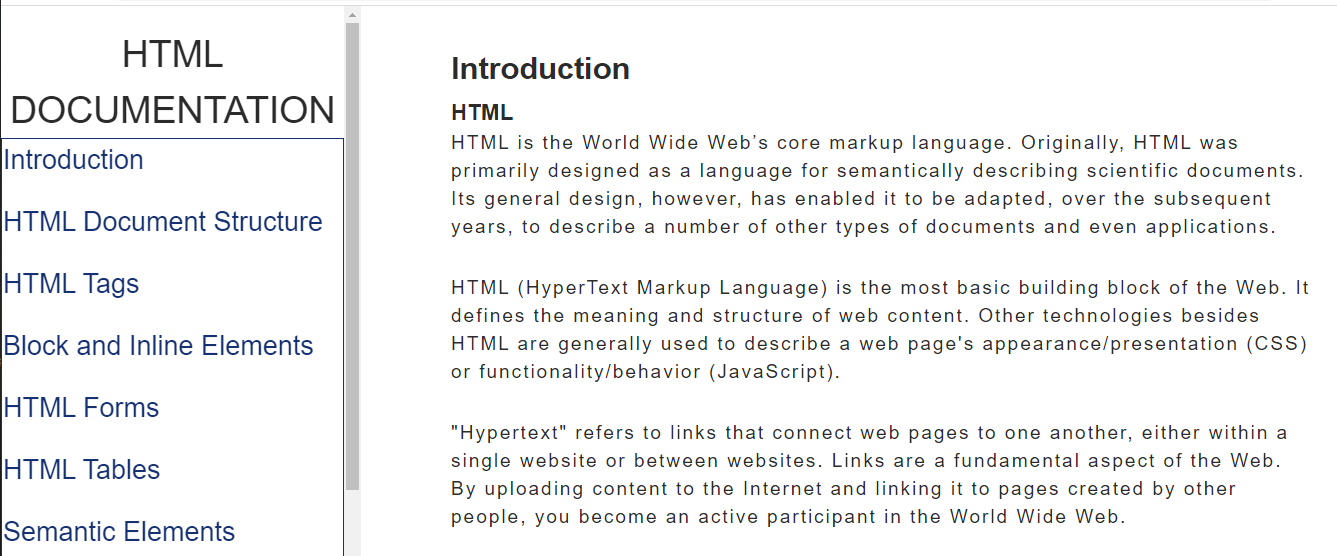 HTML
DOCUMENTATION
Introduction
HTML Document Structure
HTML Tags
Block and Inline Elements
HTML Forms
HTML Tables
Semantic Elements
Introduction
HTML
HTML is the World Wide Web’s core markup language. Originally, HTML was
primarily designed as a language for semantically describing scientific documents.
Its general design, however, has enabled it to be adapted, over the subsequent
years, to describe a number of other types of documents and even applications.
HTML (HyperText Markup Language) is the most basic building block of the Web. It
defines the meaning and structure of web content. Other technologies besides
HTML are generally used to describe a web page's appearance/presentation (CSS)
or functionality/behavior (JavaScript).
"Hypertext" refers to links that connect web pages to one another, either within a
single website or between websites. Links are a fundamental aspect of the Web.
By uploading content to the Internet and linking it to pages created by other
people, you become an active participant in the World Wide Web.